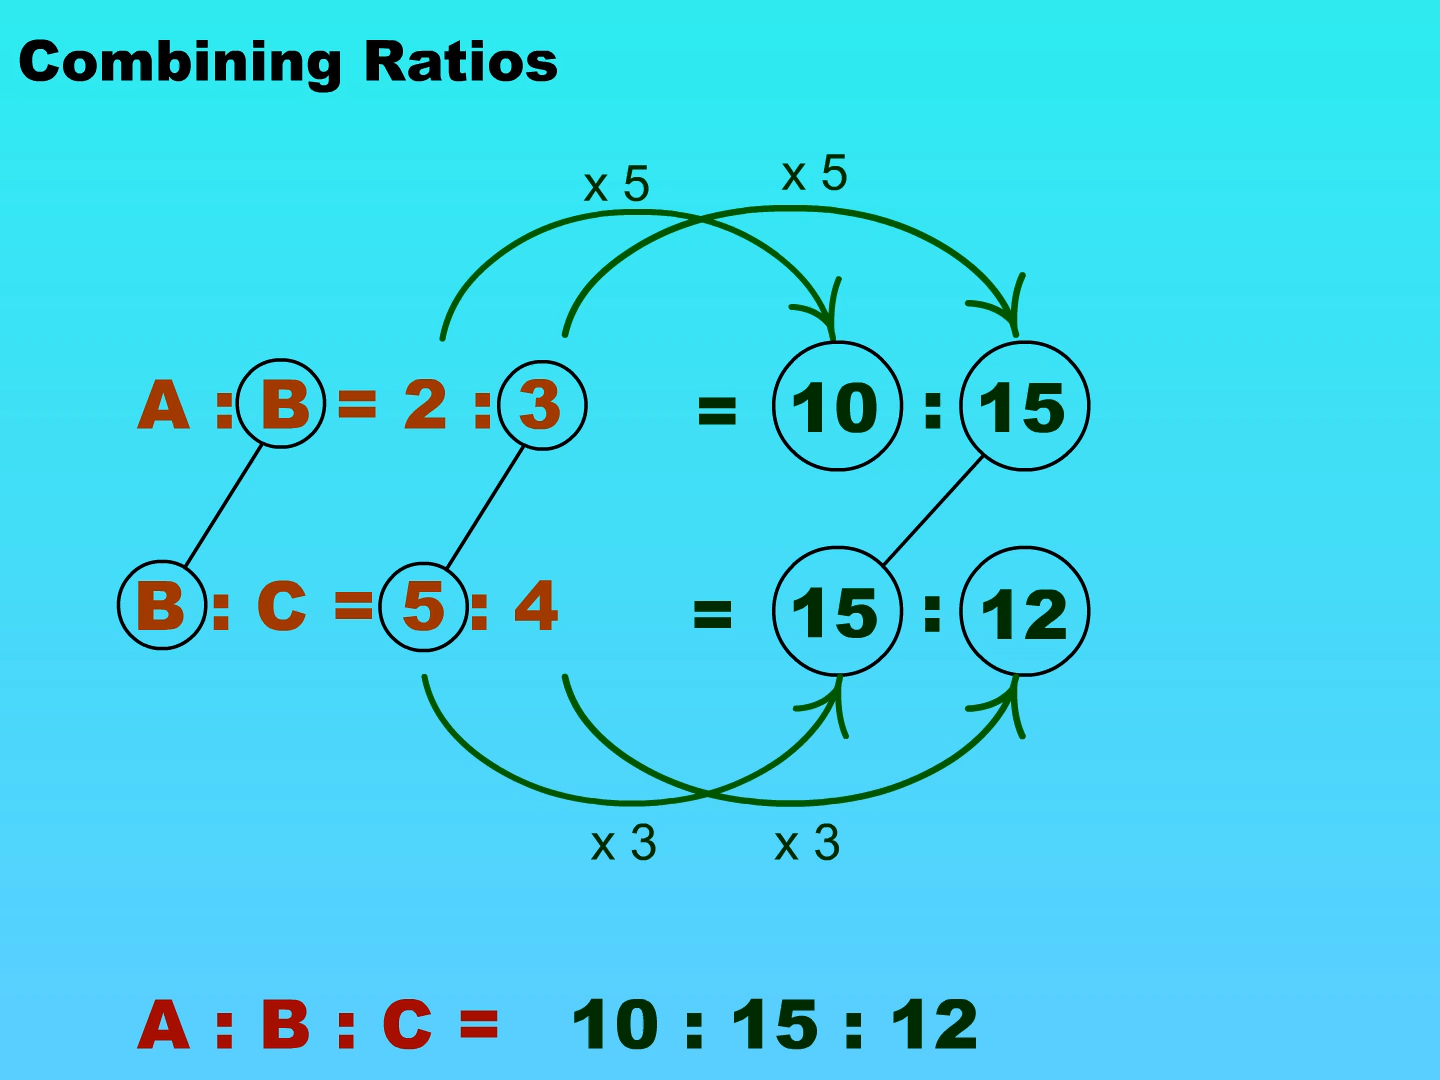 Combining Ratios
x 5 x 5
A : B = 2 : 3 = 10 : 15
B : C = 5 : 4 = 15 : 12
x 3 x 3
A : B : C = 10 : 15 : 12